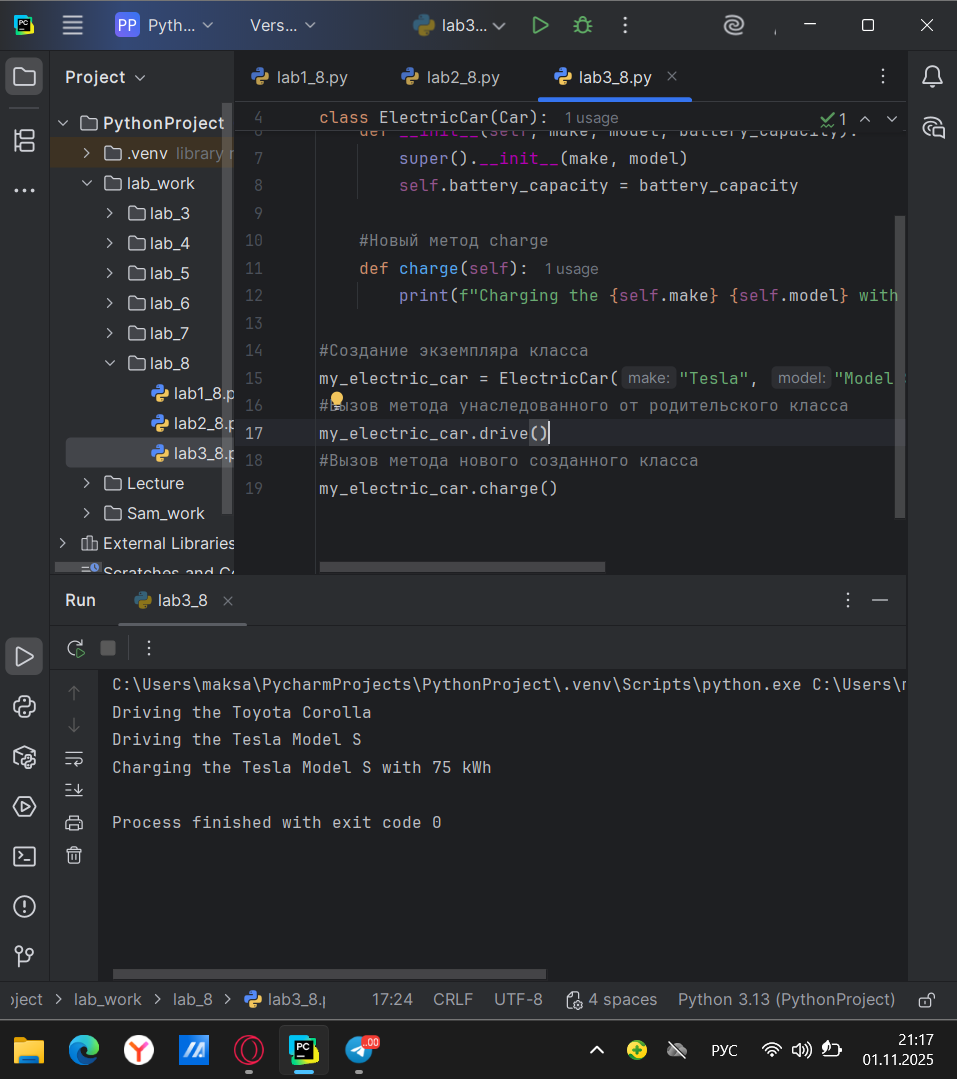 PC PP Pyth... Vers... lab3...
Project
lab1_8.py lab2_8.py lab3_8.py
PythonProject
.venv library
lab_work
lab_3
lab_4
lab_5
lab_6
lab_7
lab_8
lab1_8.p
lab2_8.p
lab3_8.p
Lecture
Sam_work
External Libraries
Scratches and Co
4 class ElectricCar(Car): 1 usage 1
6 def __init__(self, make, model, battery_capacity):
7 super().__init__(make, model)
8 self.battery_capacity = battery_capacity
9
10 #Новый метод charge
11 def charge(self): 1 usage
12 print(f"Charging the {self.make} {self.model} with
13
14 #Создание экземпляра класса
15 my_electric_car = ElectricCar( make: "Tesla", model: "Model
16 #Вызов метода унаследованного от родительского класса
17 my_electric_car.drive()
18 #Вызов метода нового созданного класса
19 my_electric_car.charge()
Run lab3_8
C:\Users\maksa\PycharmProjects\PythonProject\.venv\Scripts\python.exe C:\Users\
Driving the Toyota Corolla
Driving the Tesla Model S
Charging the Tesla Model S with 75 kWh
Process finished with exit code 0
oject lab_work lab_8 lab3_8.p 17:24 CRLF UTF-8 4 spaces Python 3.13 (PythonProject)
PC .00 РУС 21:17
01.11.2025